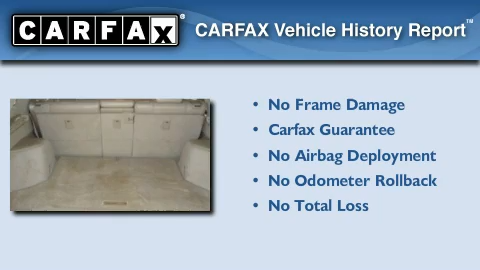 CARFAX® CARFAX Vehicle History Report™
• No Frame Damage
• Carfax Guarantee
• No Airbag Deployment
• No Odometer Rollback
• No Total Loss